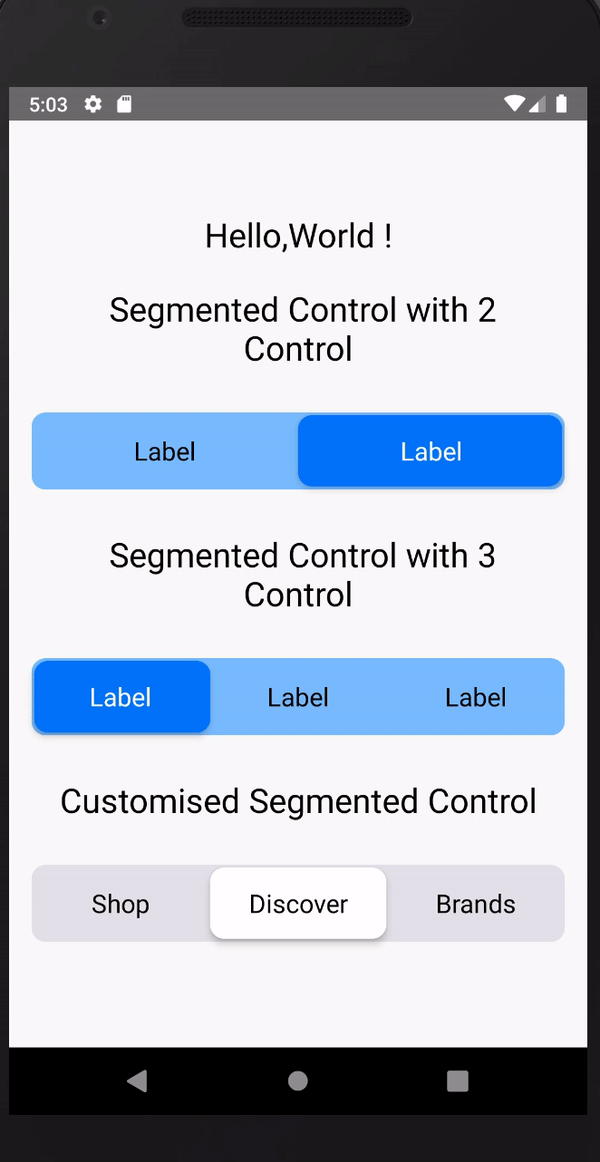 5:03
Hello,World !
Segmented Control with 2
Control
Label Label
Segmented Control with 3
Control
Label Label Label
Customised Segmented Control
Shop Discover Brands